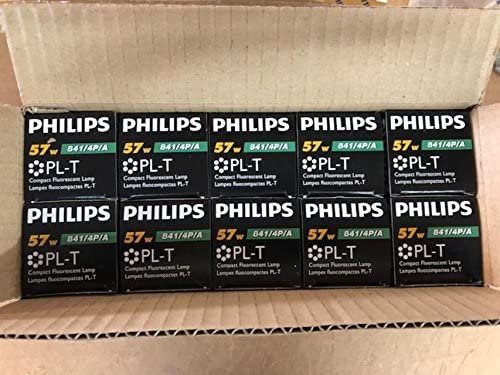 PHILIPS PHILIPS PHILIPS PHILIPS PHILIPS
57w 841/4P/A 57w 841/4P/A 57w 841/4P/A 57w 841/4P/A 57w 841/4P/A
PL-T PL-T PL-T PL-T PL-T
Compact Fluorescent Lamp Compact Fluorescent Lamp Compact Fluorescent Lamp Compact Fluorescent Lamp Compact Fluorescent Lamp
Lampes fluocompactes PL-T Lampes fluocompactes PL-T Lampes fluocompactes PL-T Lampes fluocompactes PL-T Lampes fluocompactes PL-T
PHILIPS PHILIPS PHILIPS PHILIPS PHILIPS
57w 841/4P/A 57w 841/4P/A 57w 841/4P/A 57w 841/4P/A 57w 841/4P/A
PL-T PL-T PL-T PL-T PL-T
Compact Fluorescent Lamp Compact Fluorescent Lamp Compact Fluorescent Lamp Compact Fluorescent Lamp Compact Fluorescent Lamp
Lampes fluocompactes PL-T Lampes fluocompactes PL-T Lampes fluocompactes PL-T Lampes fluocompactes PL-T Lampes fluocompactes PL-T